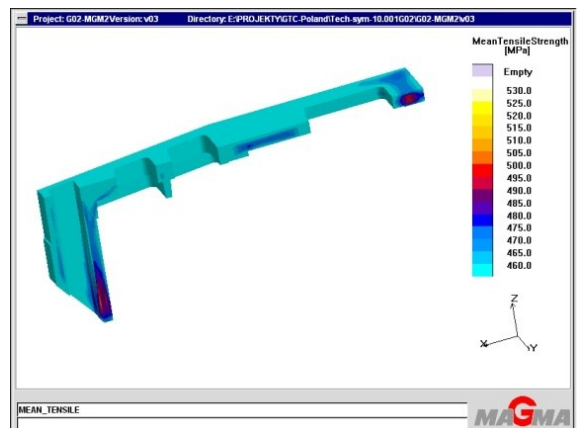 Project: G02-MGM2Version: v03 Directory: E:\PROJEKTY\GTC-Poland\Tech-sym-10.001G02\G02-MGM2\v03
MeanTensileStrength
[MPa]
Empty
530.0
525.0
520.0
515.0
510.0
505.0
500.0
495.0
490.0
485.0
480.0
475.0
470.0
465.0
460.0
Z
X
Y
MEAN_TENSILE
MAGMA